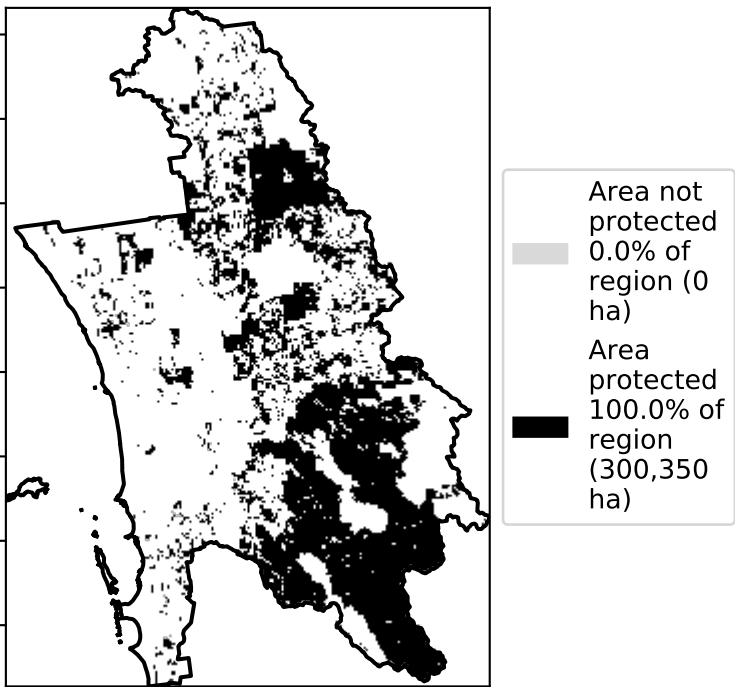 Area not
protected
0.0% of
region (0
ha)
Area
protected
100.0% of
region
(300,350
ha)